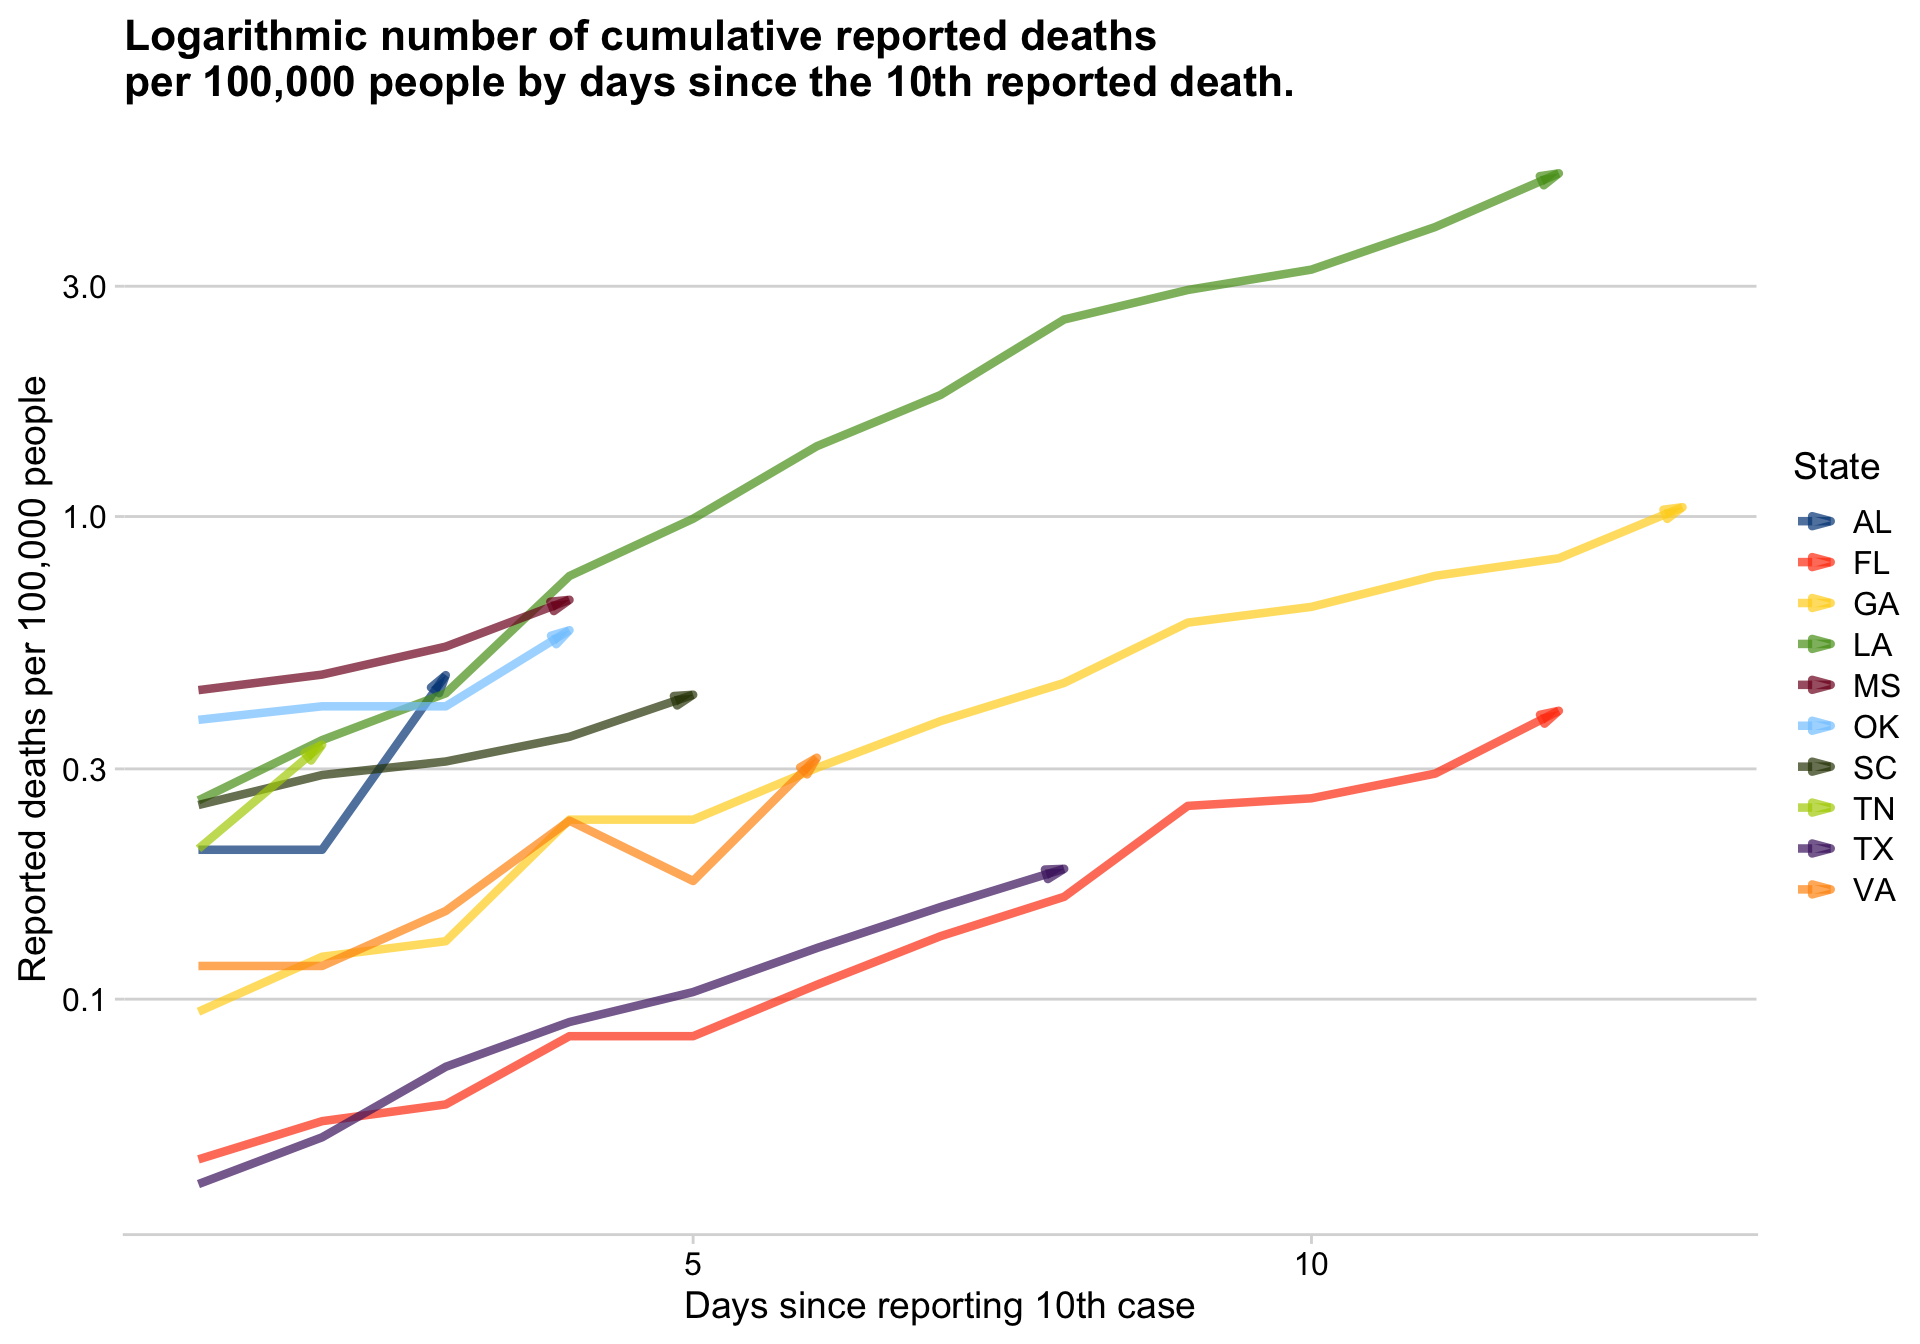 Logarithmic number of cumulative reported deaths
per 100,000 people by days since the 10th reported death.
Reported deaths per 100,000 people
3.0
1.0
0.3
0.1
5
10
Days since reporting 10th case
State
AL
FL
GA
LA
MS
OK
SC
TN
TX
VA